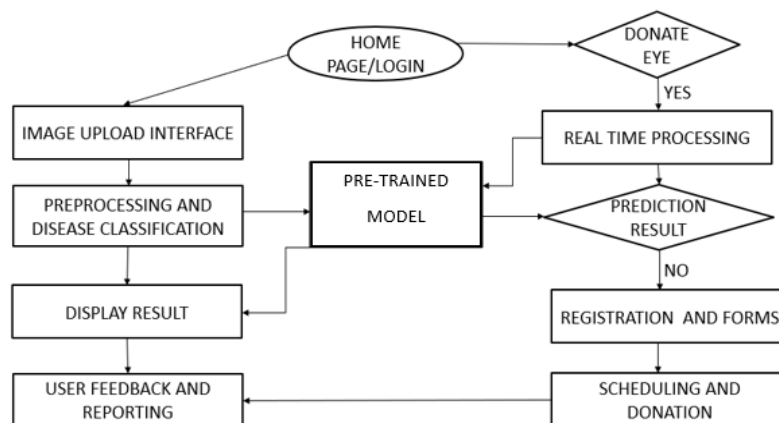 HOME
PAGE/LOGIN
DONATE
EYE
YES
IMAGE UPLOAD INTERFACE
REAL TIME PROCESSING
PRE-TRAINED
MODEL
PREPROCESSING AND
DISEASE CLASSIFICATION
PREDICTION
RESULT
NO
DISPLAY RESULT
REGISTRATION AND FORMS
USER FEEDBACK AND
REPORTING
SCHEDULING AND
DONATION